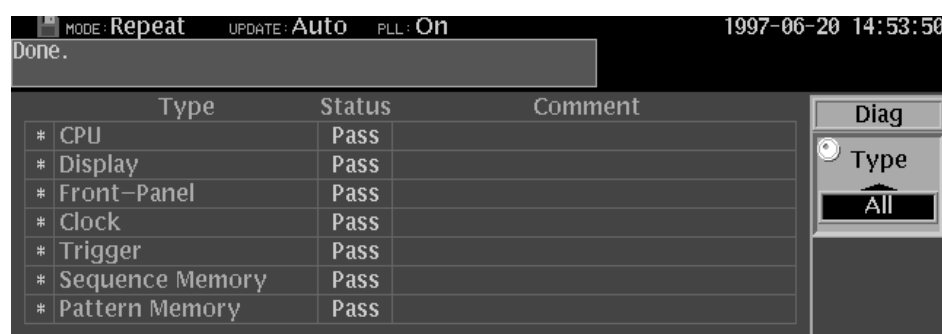 MODE:Repeat UPDATE:Auto PLL:On 1997-06-20 14:53:50
Done.
Type Status Comment
* CPU Pass
* Display Pass
* Front-Panel Pass
* Clock Pass
* Trigger Pass
* Sequence Memory Pass
* Pattern Memory Pass
Diag
Type
All